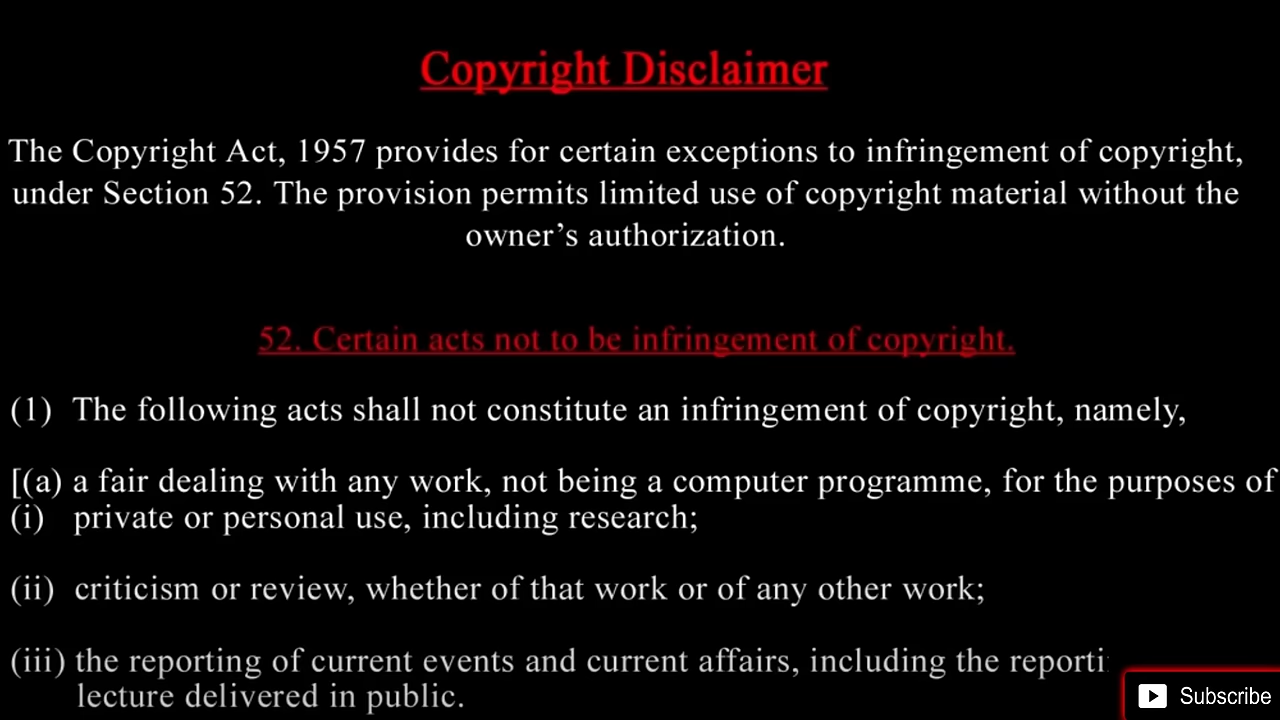 Copyright Disclaimer
The Copyright Act, 1957 provides for certain exceptions to infringement of copyright,
under Section 52. The provision permits limited use of copyright material without the
owner's authorization.
52. Certain acts not to be infringement of copyright.
(1) The following acts shall not constitute an infringement of copyright, namely,
[(a) a fair dealing with any work, not being a computer programme, for the purposes of
(i) private or personal use, including research;
(ii) criticism or review, whether of that work or of any other work;
(iii) the reporting of current events and current affairs, including the
lecture delivered in public.
Subscribe